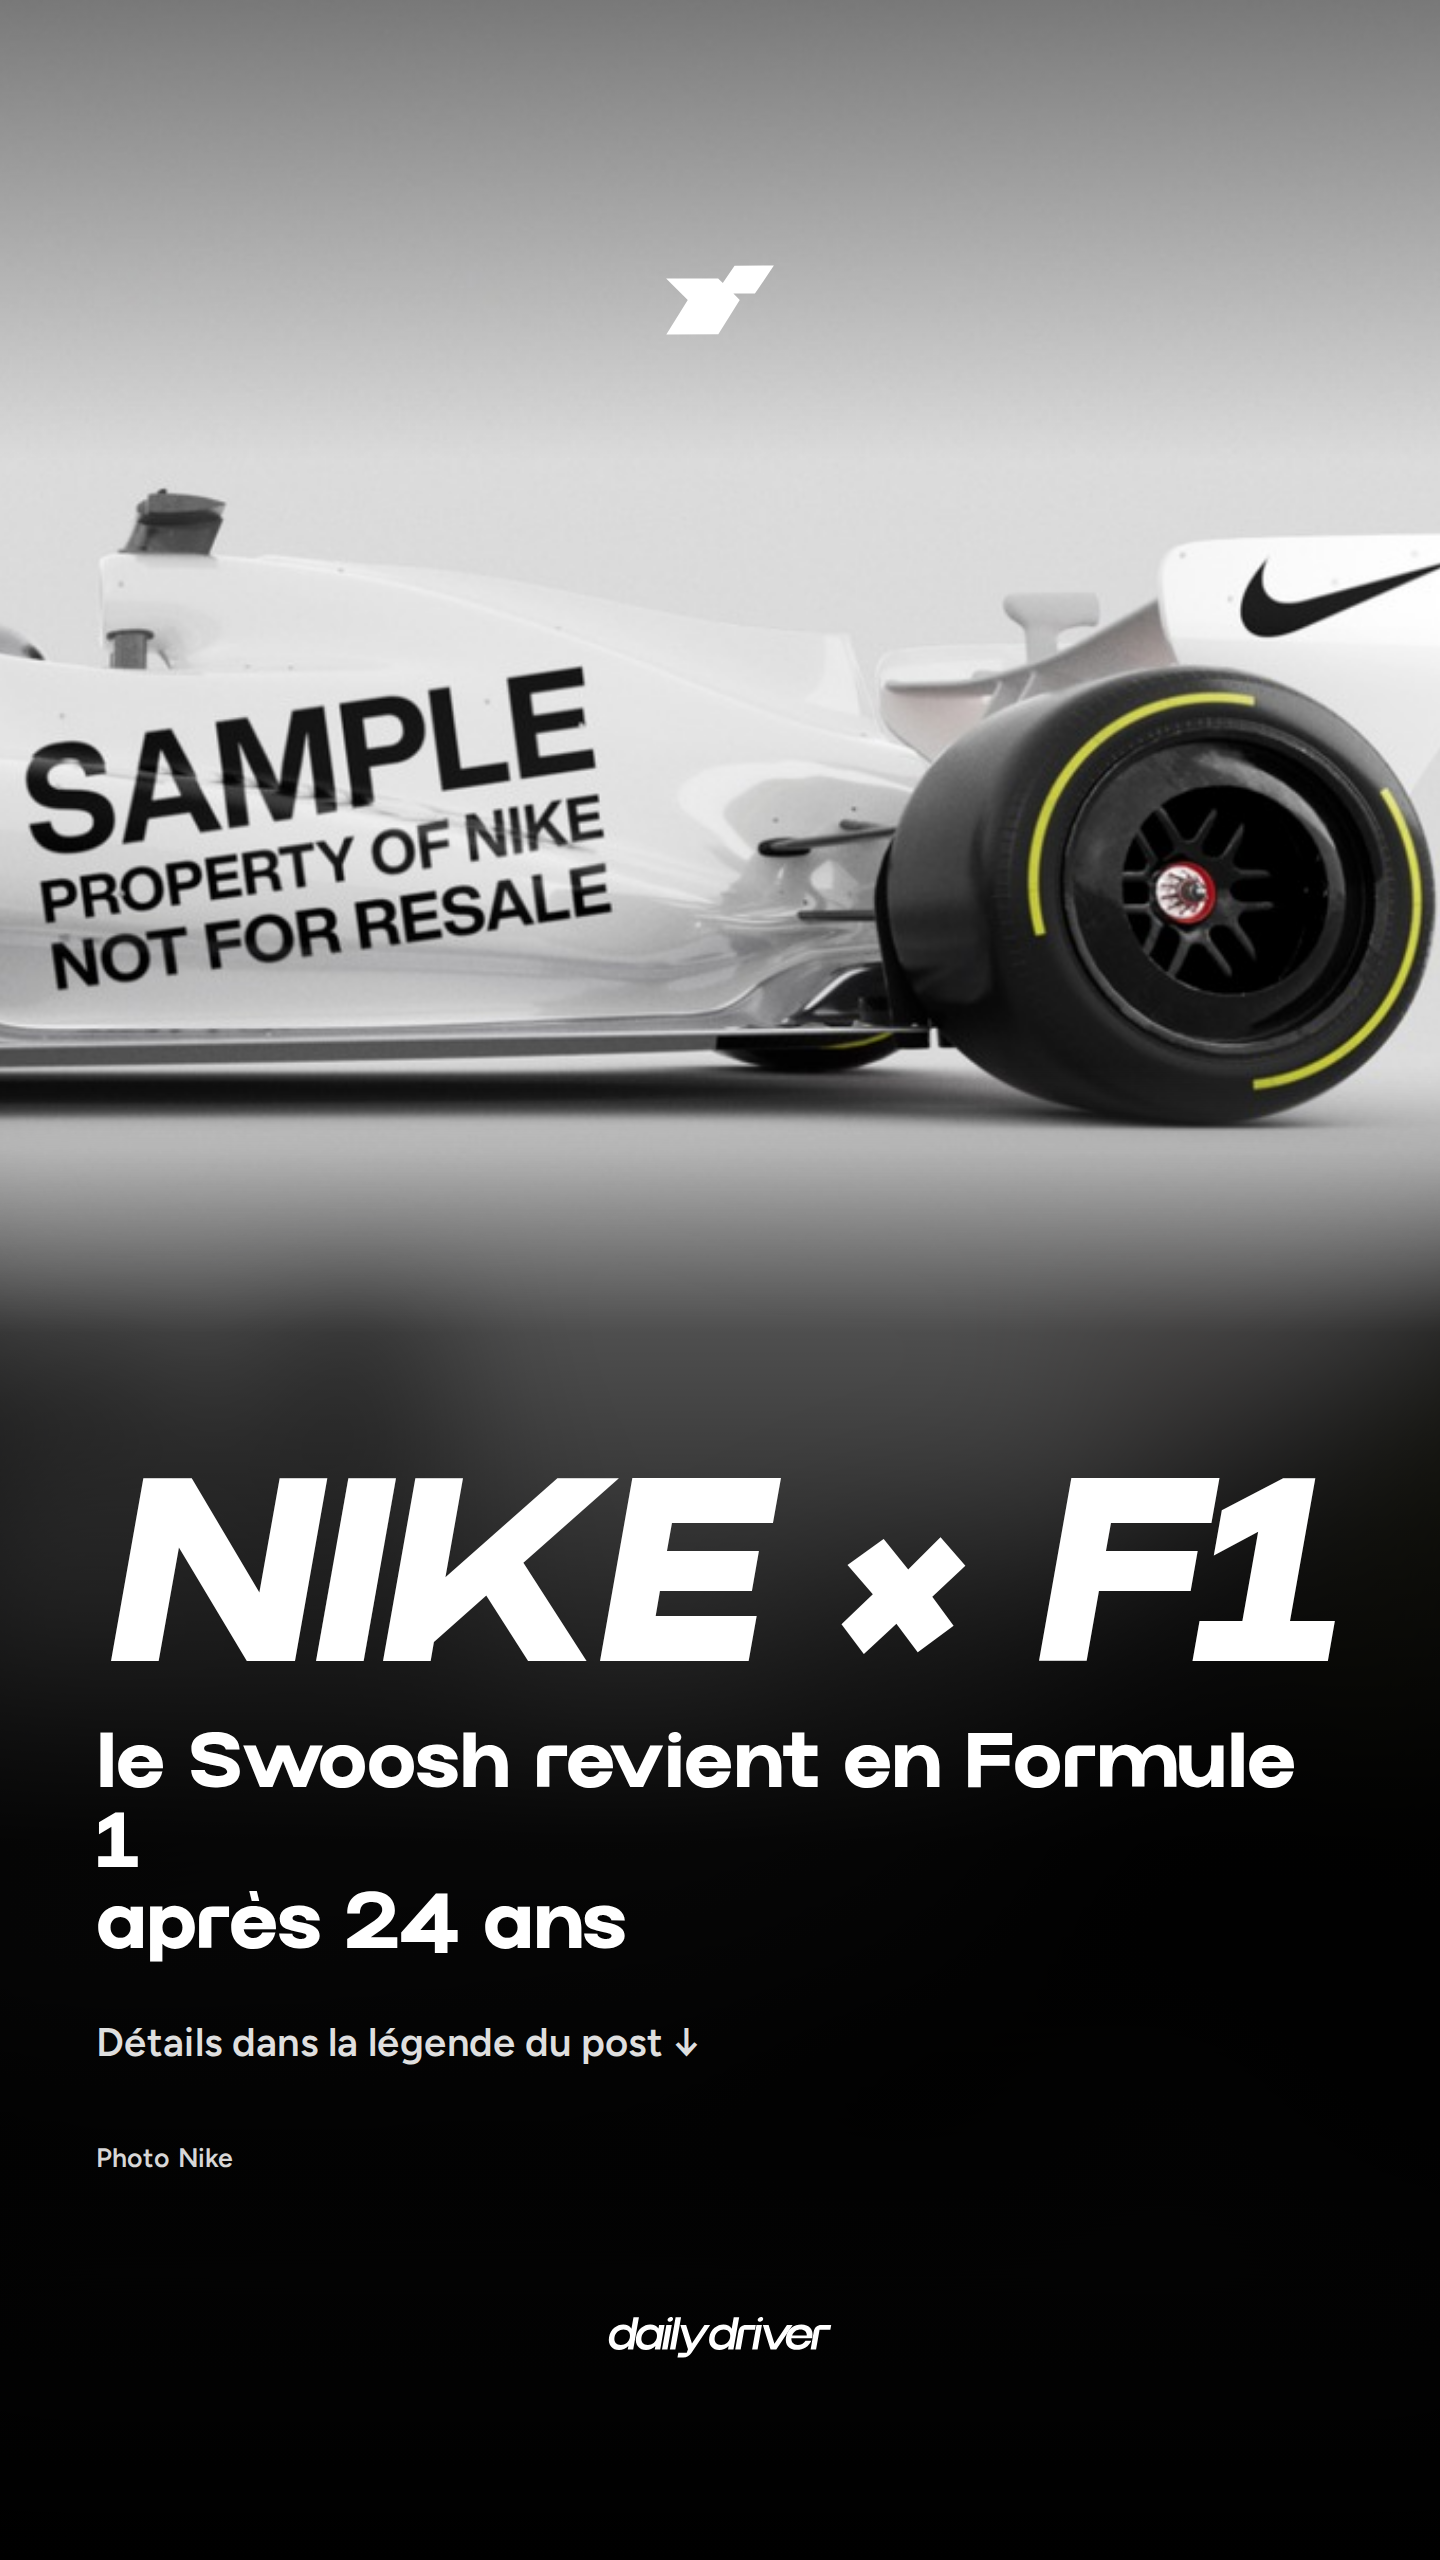 SAMPLE
PROPERTY OF NIKE
NOT FOR RESALE
NIKE × F1
le Swoosh revient en Formule
1
après 24 ans
Détails dans la légende du post ↓
Photo Nike
dailydriver